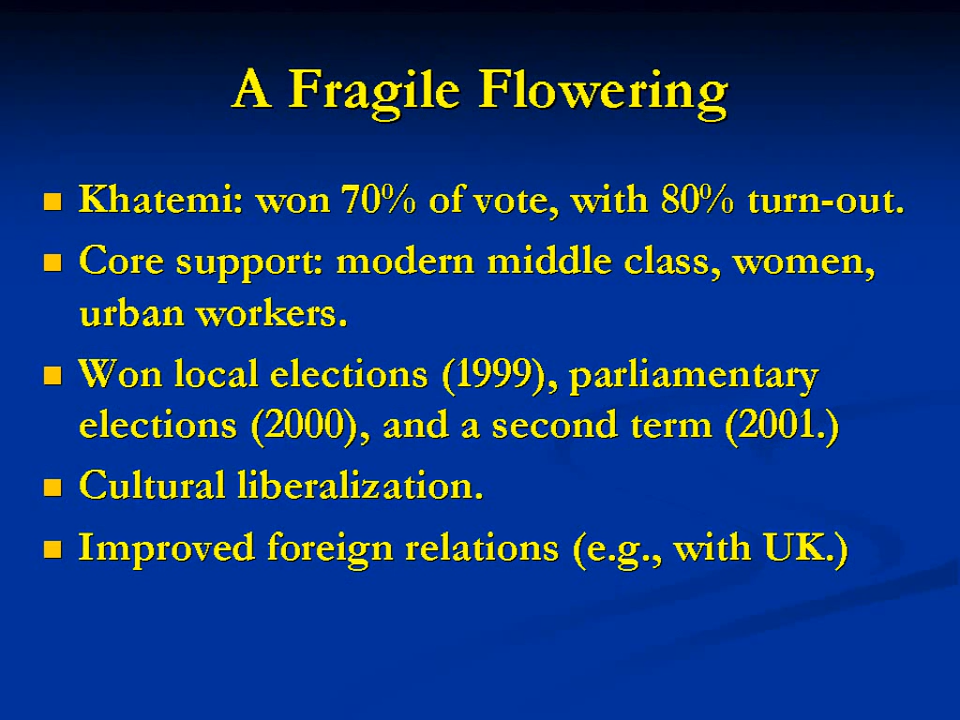 A Fragile Flowering
Khatemi: won 70% of vote, with 80% turn-out.
Core support: modern middle class, women,
urban workers.
Won local elections (1999), parliamentary
elections (2000), and a second term (2001.)
Cultural liberalization.
Improved foreign relations (e.g., with UK.)